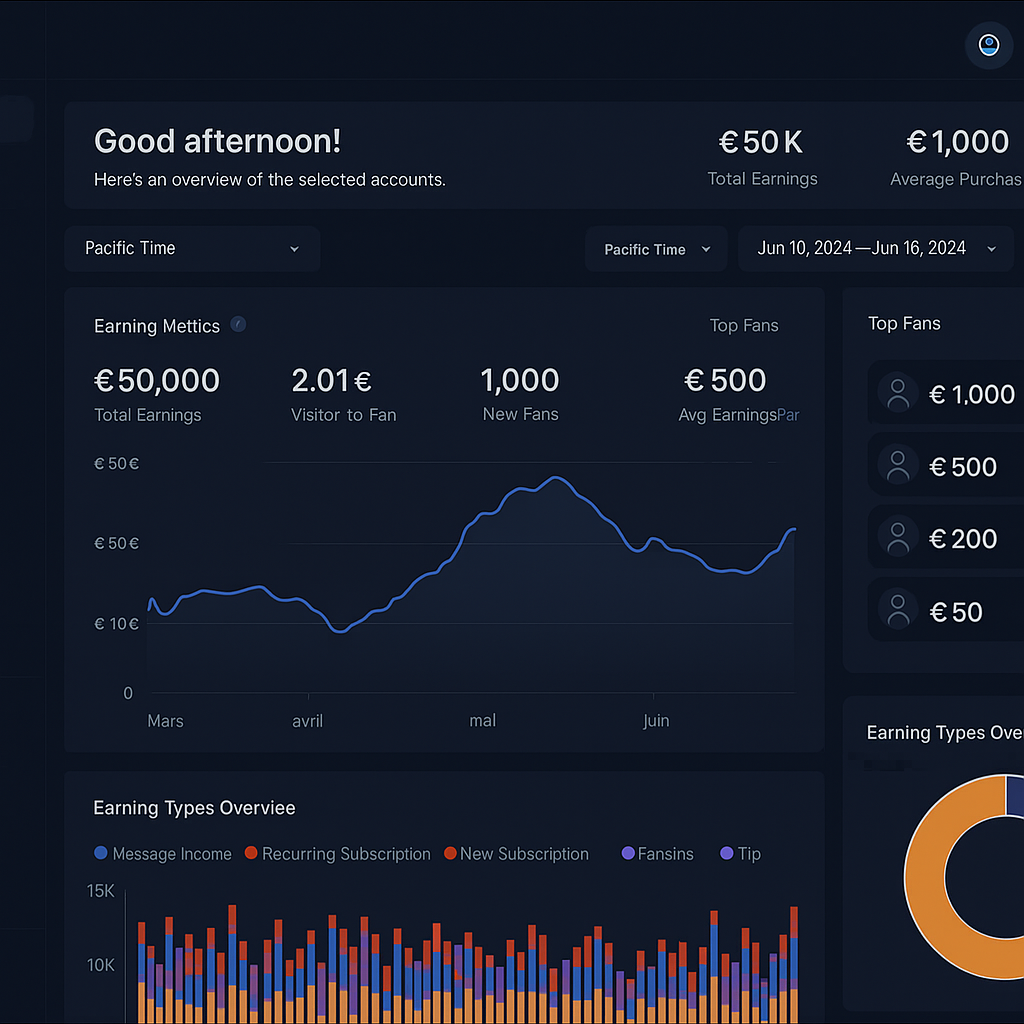 Good afternoon!
Here's an overview of the selected accounts.
€50K
Total Earnings
€1,000
Average Purchas
Pacific Time
Pacific Time
Jun 10, 2024—Jun 16, 2024
Earning Mettics
Top Fans
€50,000
Total Earnings
2.01€
Visitor to Fan
1,000
New Fans
€500
Avg EarningsPar
€50€
€50€
€10€
0
Mars
avril
mal
Juin
Top Fans
€1,000
€500
€200
€50
Earning Types Overviee
Message Income
Recurring Subscription
New Subscription
Fansins
Tip
15K
10K
Earning Types Ove